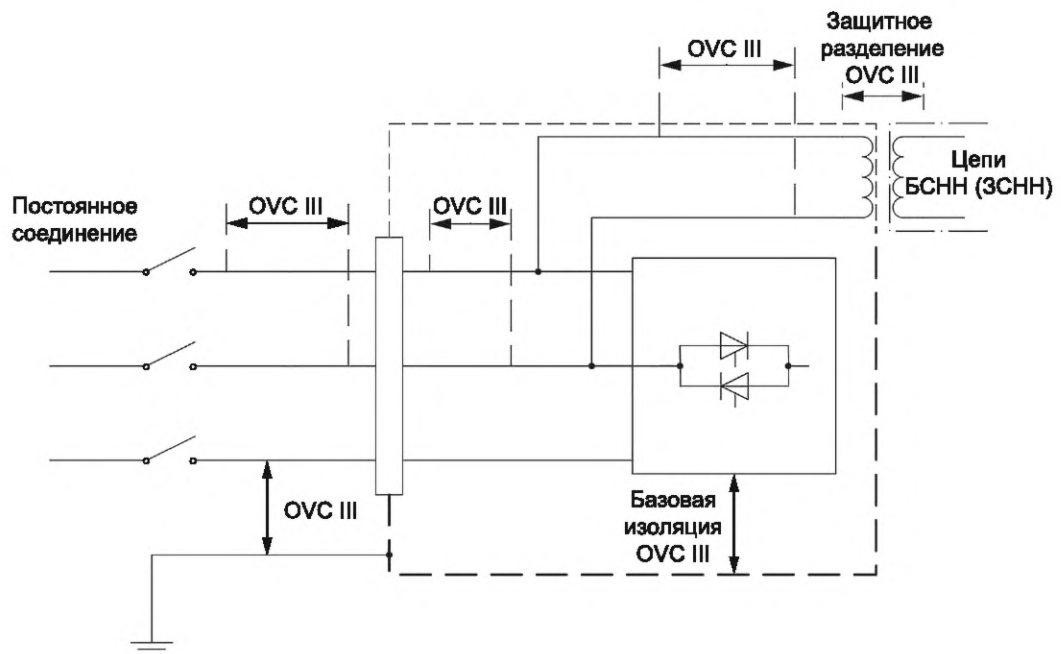 Защитное
разделение
OVC III
OVC III
Цепи
БСНН (ЗСНН)
Постоянное
соединение
OVC III
OVC III
OVC III
Базовая
изоляция
OVC III